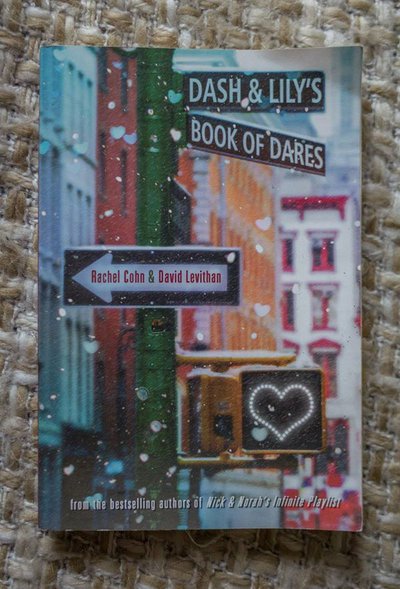 DASH & LILY'S
BOOK OF DARES
Rachel Cohn & David Levithan
from the bestselling authors of Nick & Norah's Infinite Playlist